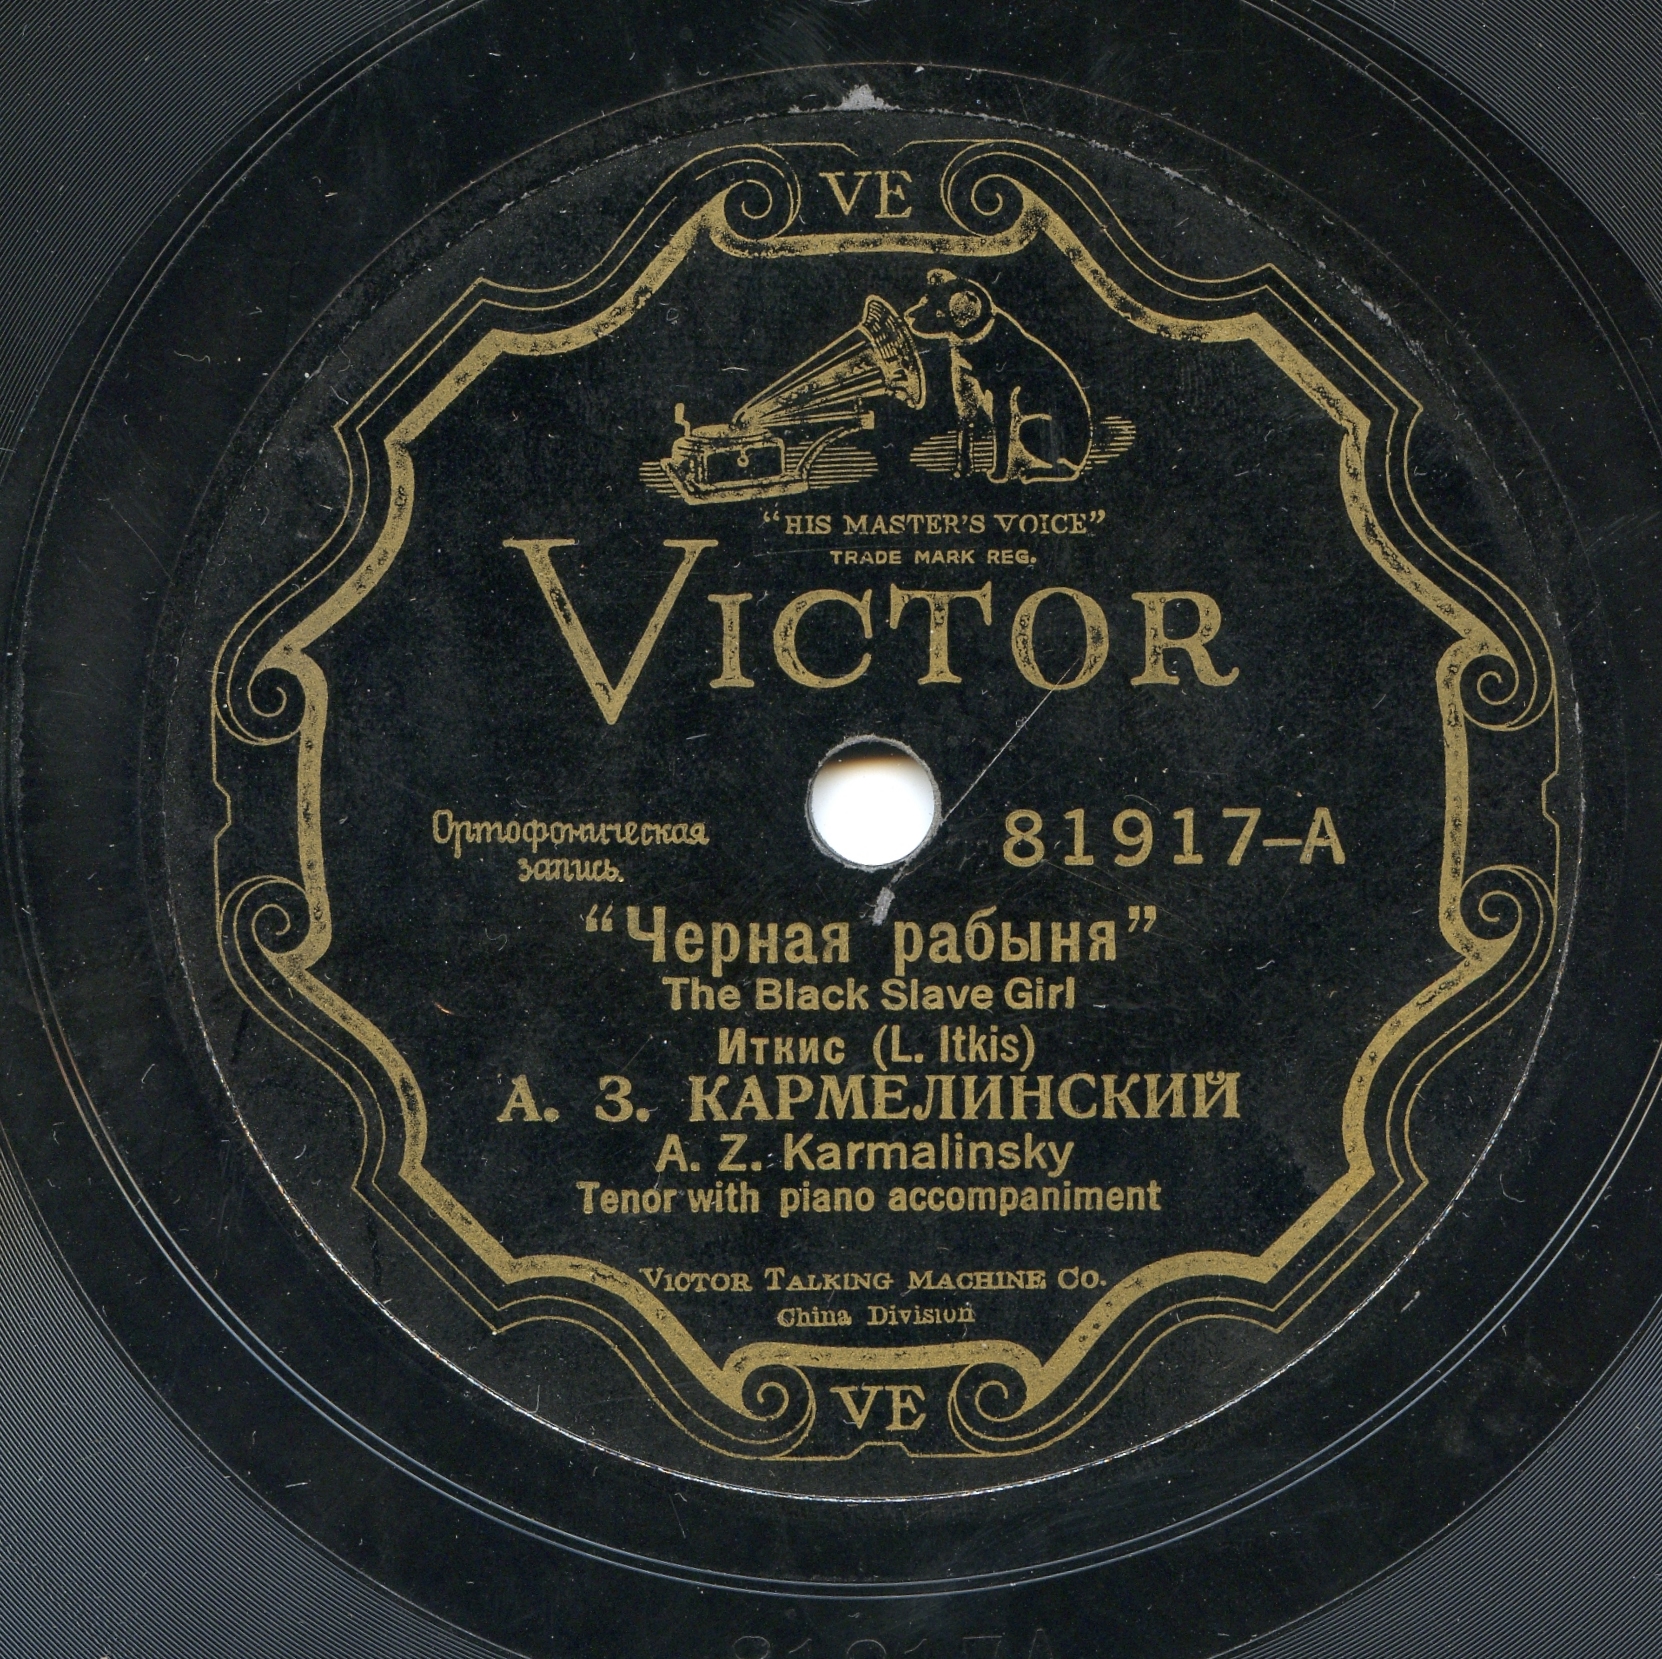 VE
“HIS MASTER'S VOICE”
TRADE MARK REG.
VICTOR
Ортофоническая
запись.
81917-A
“Черная рабыня”
The Black Slave Girl
Иткис (L. Itkis)
А. З. КАРМЕЛИНСКИЙ
A. Z. Karmalinsky
Tenor with piano accompaniment
VICTOR TALKING MACHINE CO.
China Division
VE
81917A